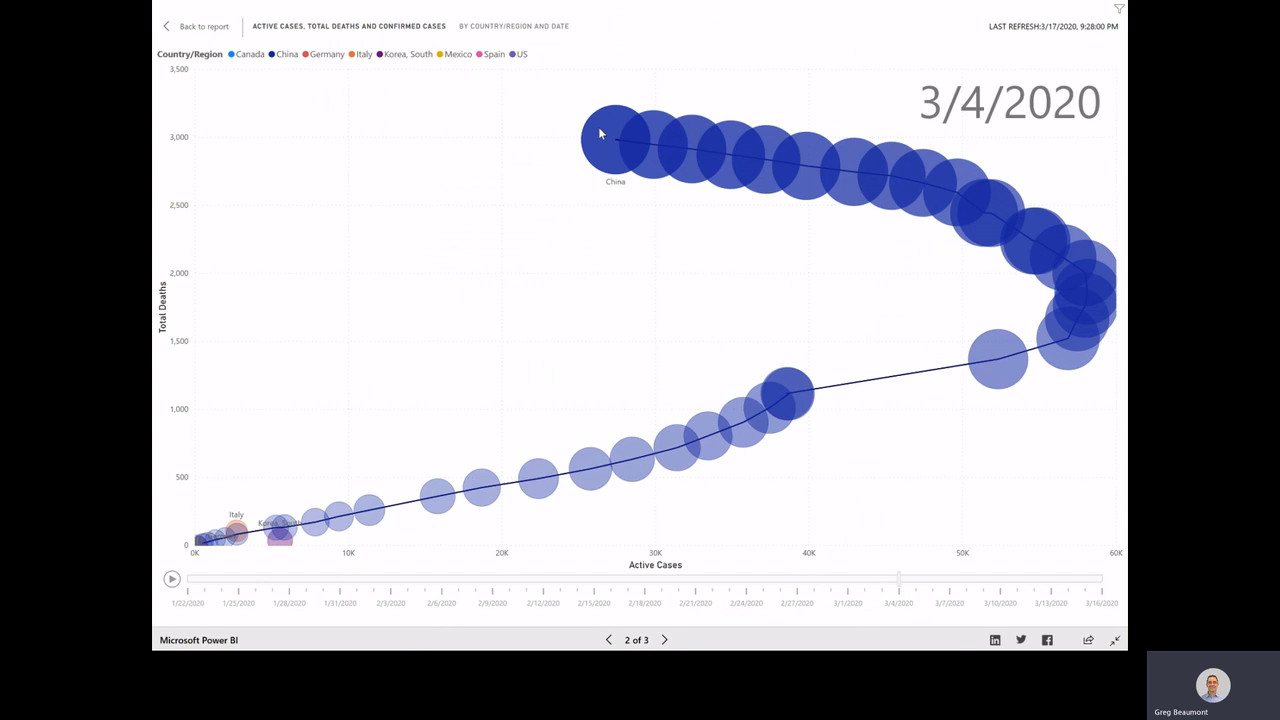 Back to report
ACTIVE CASES, TOTAL DEATHS AND CONFIRMED CASES BY COUNTRY/REGION AND DATE
LAST REFRESH:3/17/2020, 9:28:00 PM
Country/Region Canada China Germany Italy Korea, South Mexico Spain US
3/4/2020
3,500
3,000
2,500
2,000
1,500
1,000
500
0
Total Deaths
China
Italy
Korea, South
0K 10K 20K 30K 40K 50K 60K
Active Cases
1/22/2020 1/25/2020 1/28/2020 1/31/2020 2/3/2020 2/6/2020 2/9/2020 2/12/2020 2/15/2020 2/18/2020 2/21/2020 2/24/2020 2/27/2020 3/1/2020 3/4/2020 3/7/2020 3/10/2020 3/13/2020 3/16/2020
Microsoft Power BI
2 of 3
Greg Beaumont